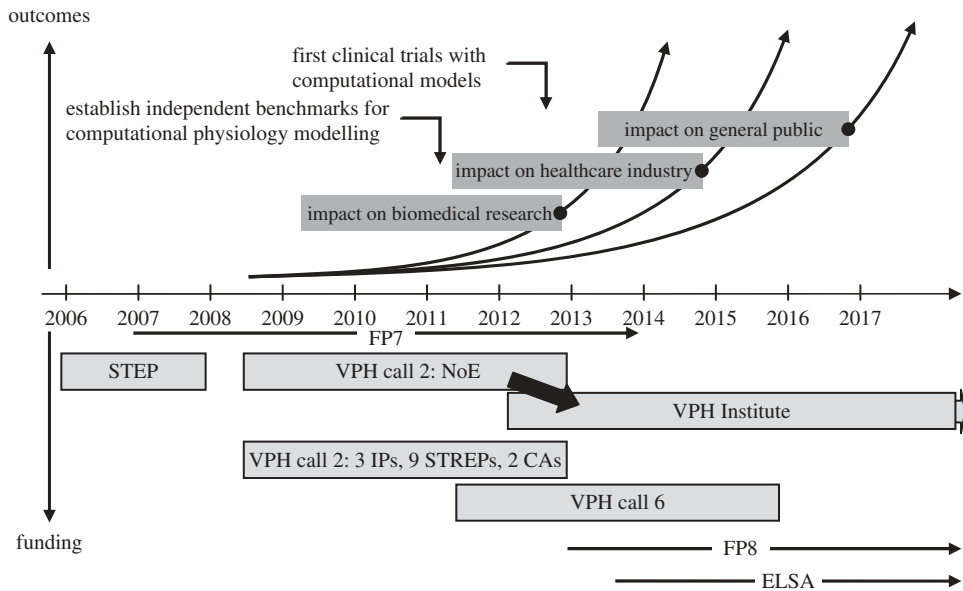 outcomes
first clinical trials with
computational models
establish independent benchmarks for
computational physiology modelling
impact on general public
impact on healthcare industry
impact on biomedical research
2006 2007 2008 2009 2010 2011 2012 2013 2014 2015 2016 2017
FP7
STEP
VPH call 2: NoE
VPH Institute
VPH call 2: 3 IPs, 9 STREPs, 2 CAs
VPH call 6
funding
FP8
ELSA